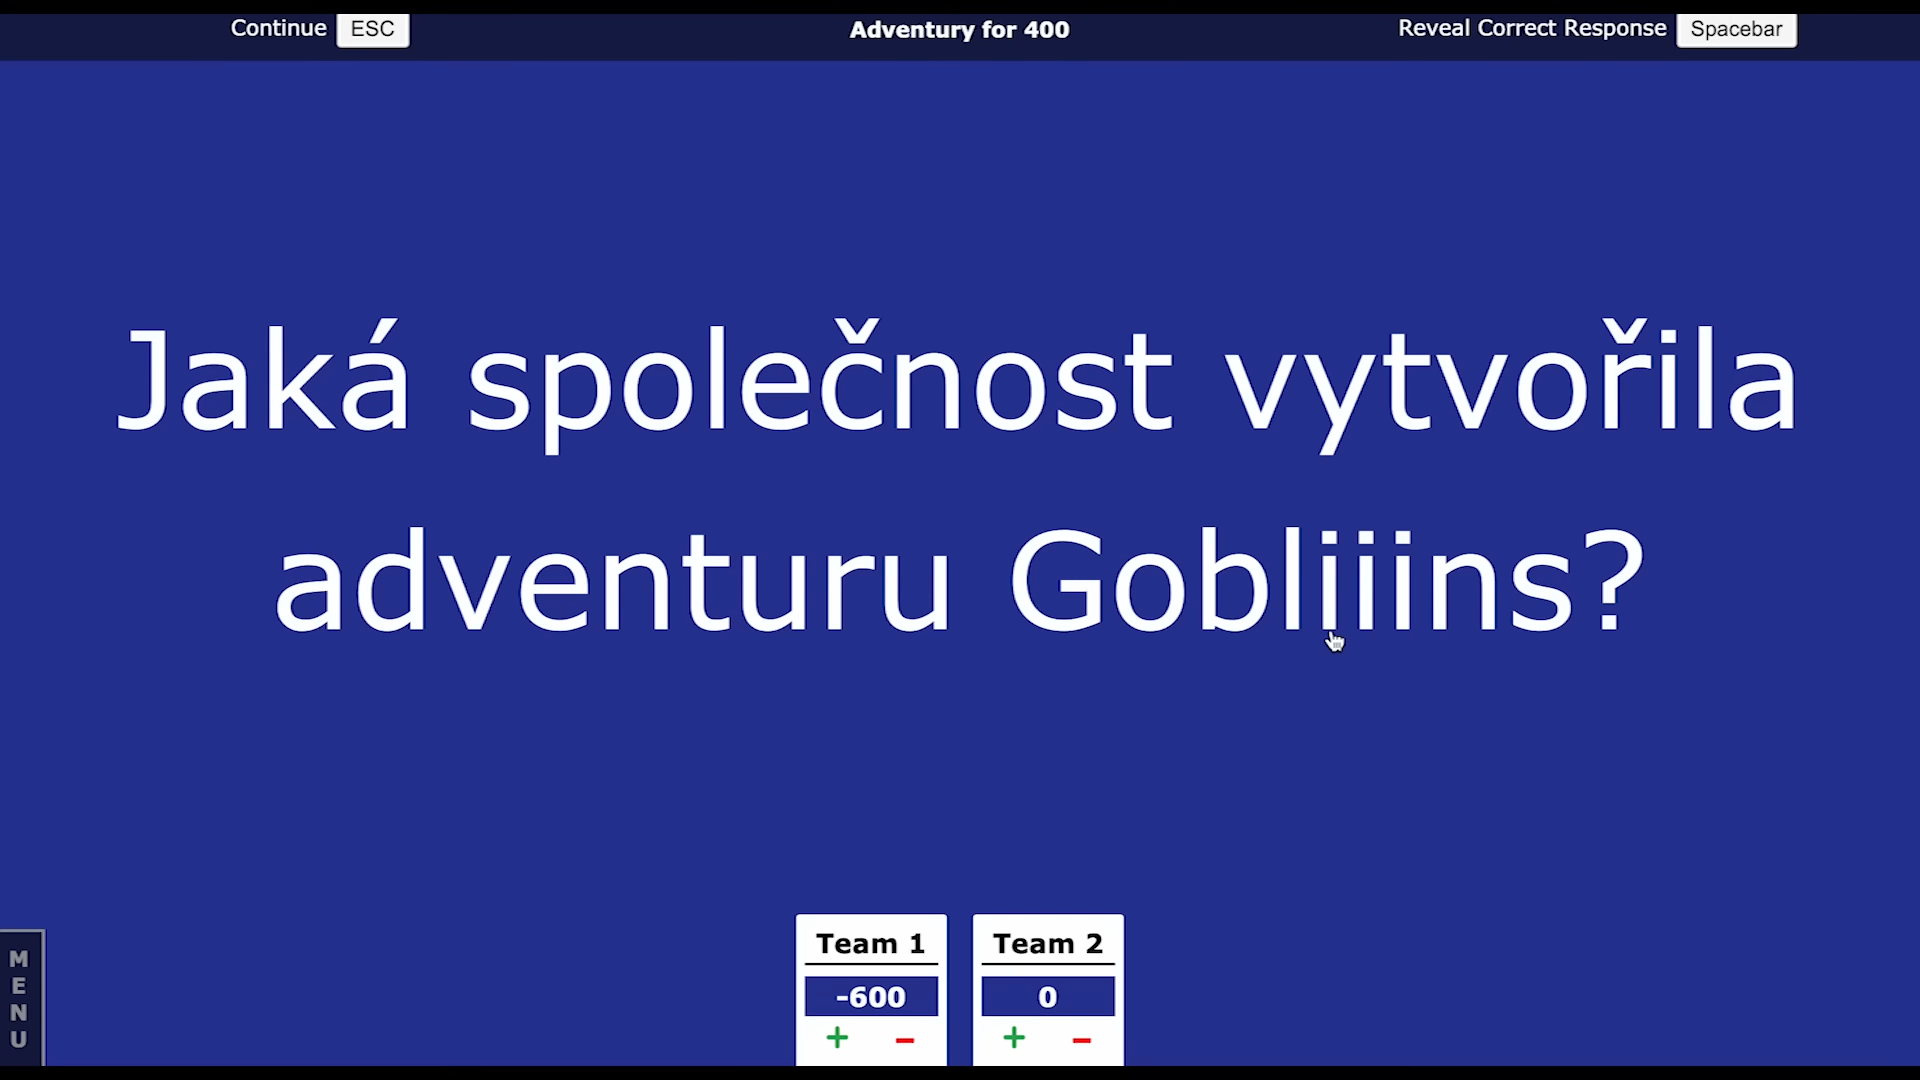 Continue ESC
Adventury for 400
Reveal Correct Response Spacebar
Jaká společnost vytvořila
adventuru Gobliiins?
MENU
Team 1
-600
+ -
Team 2
0
+ -